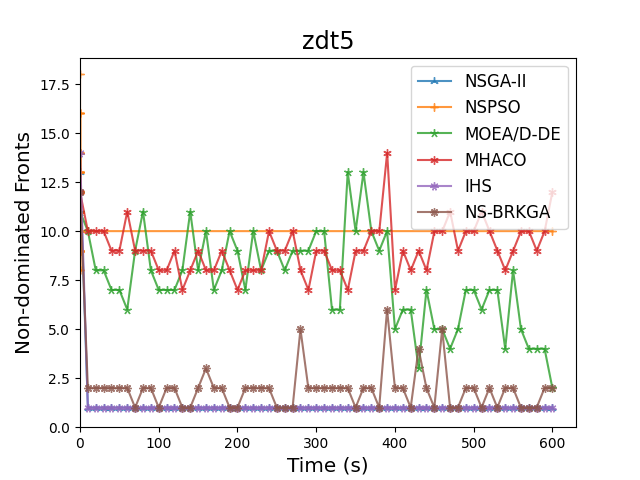 zdt5
Non-dominated Fronts
17.5
15.0
12.5
10.0
7.5
5.0
2.5
0.0
NSGA-II
NSPSO
MOEA/D-DE
MHACO
IHS
NS-BRKGA
0 100 200 300 400 500 600
Time (s)